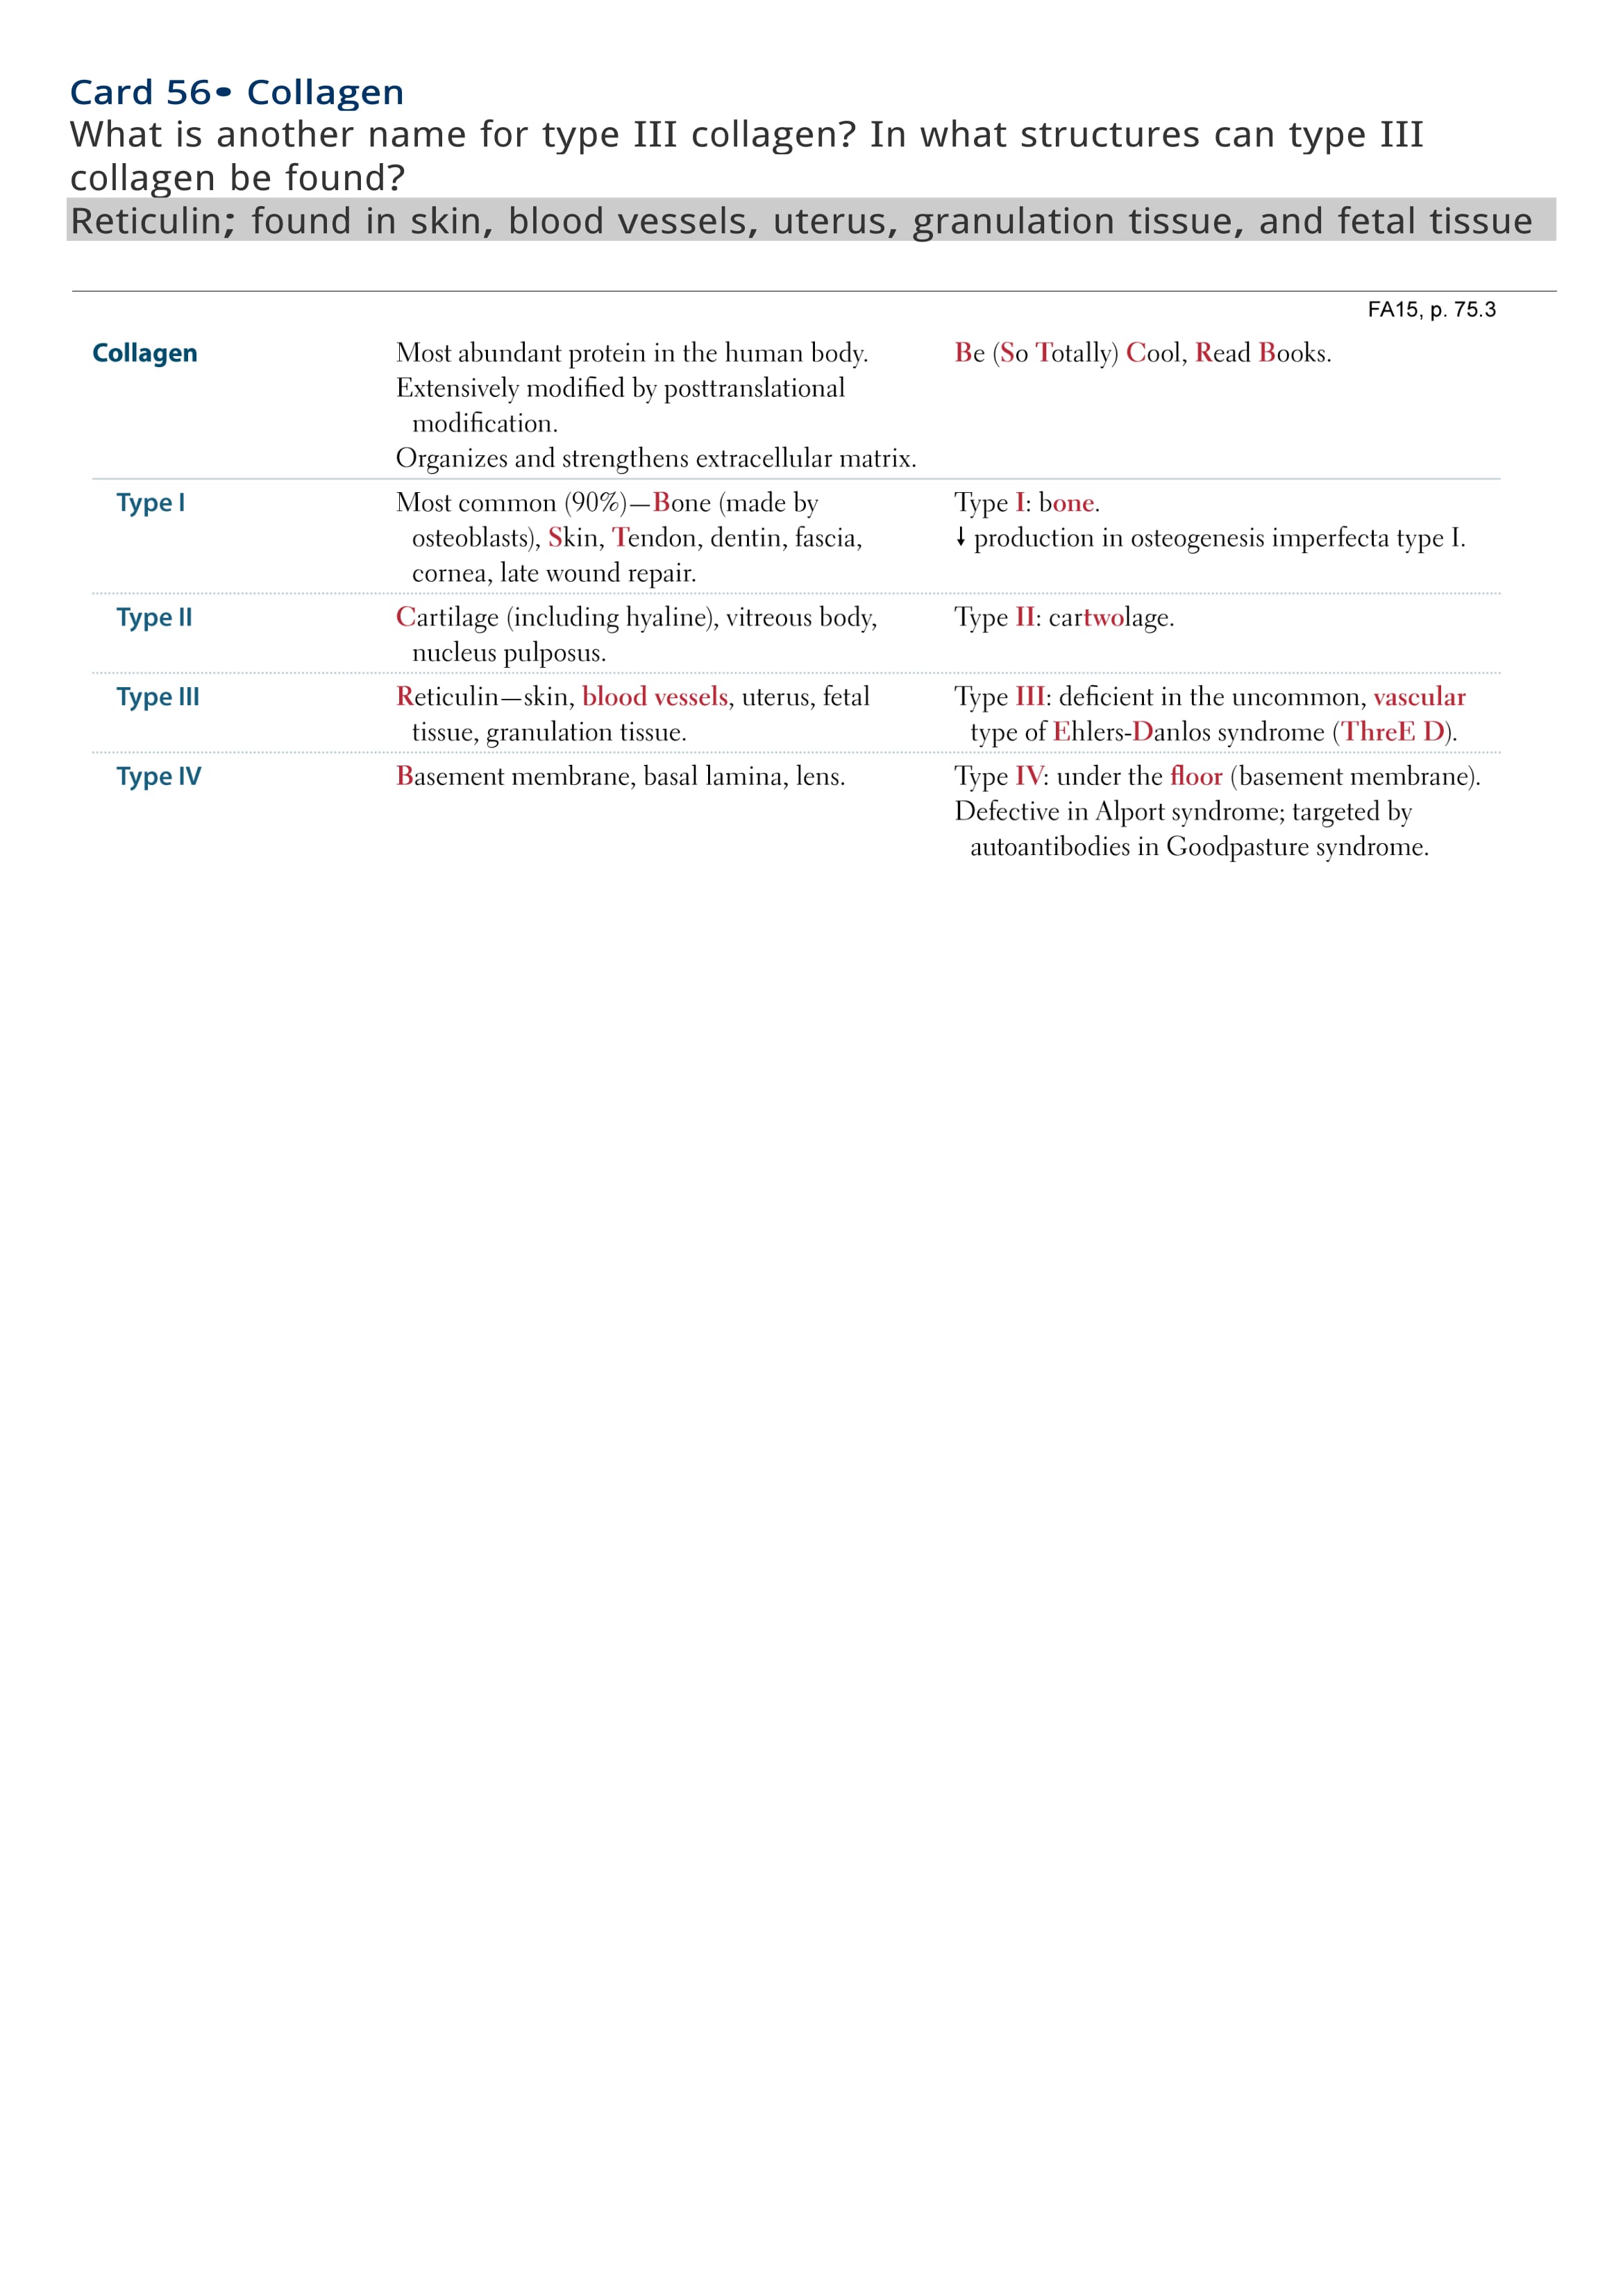 Card 56• Collagen
What is another name for type III collagen? In what structures can type III
collagen be found?
Reticulin; found in skin, blood vessels, uterus, granulation tissue, and fetal tissue
FA15, p. 75.3
Collagen
Most abundant protein in the human body.
Extensively modified by posttranslational
modification.
Organizes and strengthens extracellular matrix.
Be (So Totally) Cool, Read Books.
Type I
Most common (90%)—Bone (made by
osteoblasts), Skin, Tendon, dentin, fascia,
cornea, late wound repair.
Type I: bone.
↓ production in osteogenesis imperfecta type I.
Type II
Cartilage (including hyaline), vitreous body,
nucleus pulposus.
Type II: cartwolage.
Type III
Reticulin—skin, blood vessels, uterus, fetal
tissue, granulation tissue.
Type III: deficient in the uncommon, vascular
type of Ehlers-Danlos syndrome (ThreE D).
Type IV
Basement membrane, basal lamina, lens.
Type IV: under the floor (basement membrane).
Defective in Alport syndrome; targeted by
autoantibodies in Goodpasture syndrome.